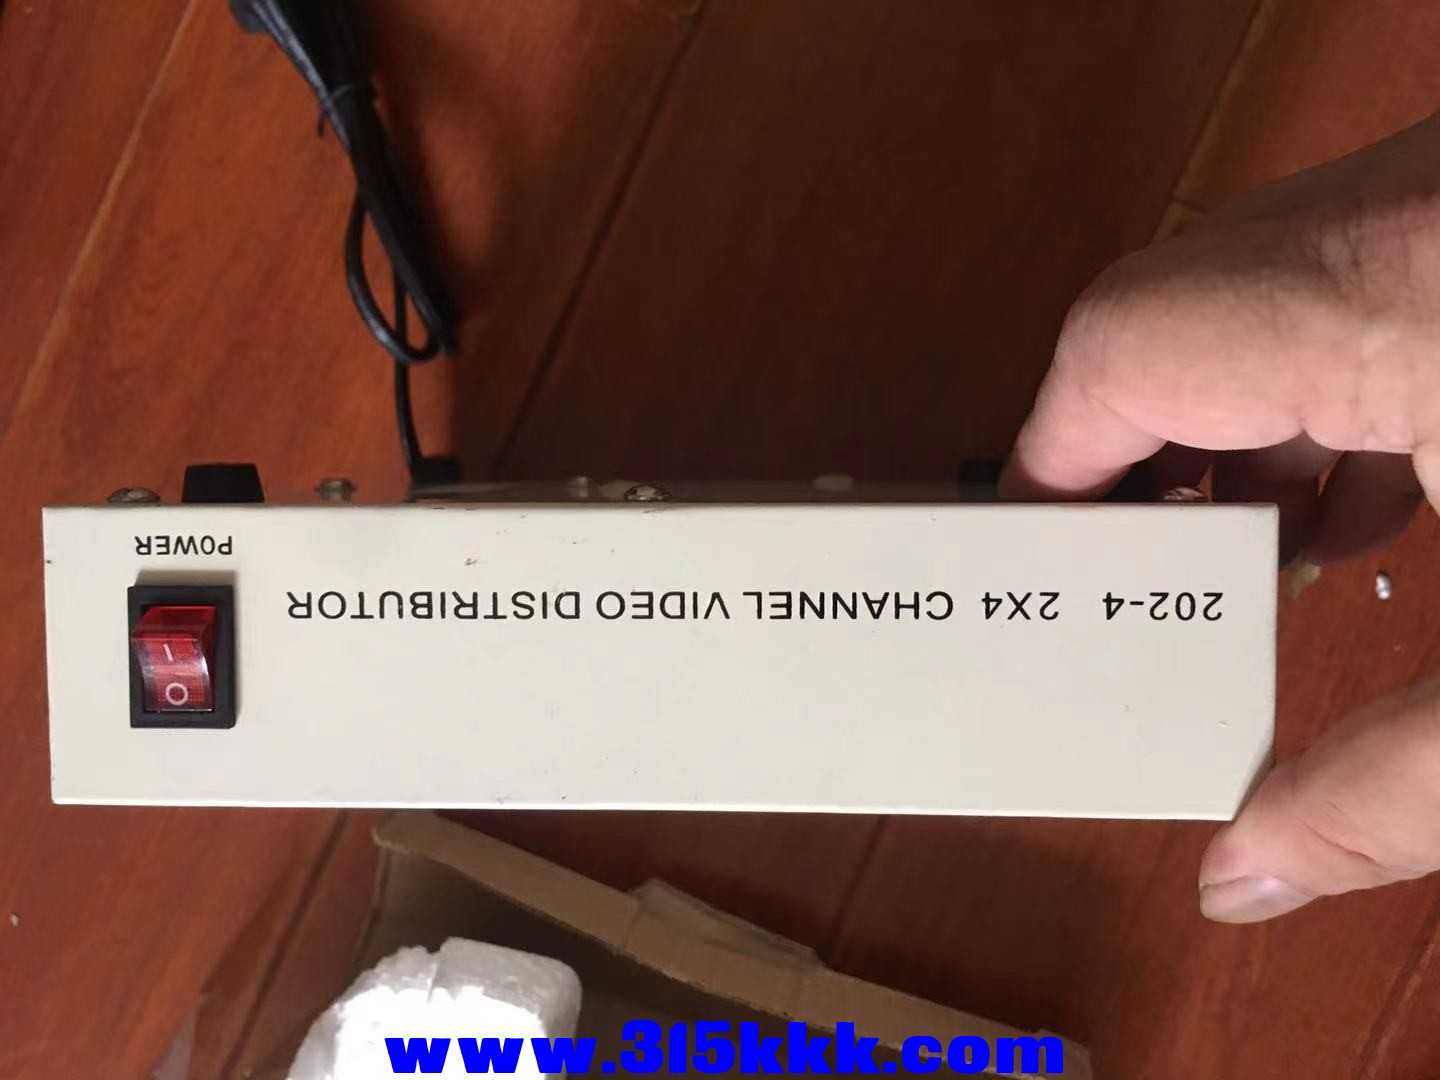 POWER
202-4 2X4 CHANNEL VIDEO DISTRIBUTOR
— O
www.315kkk.com